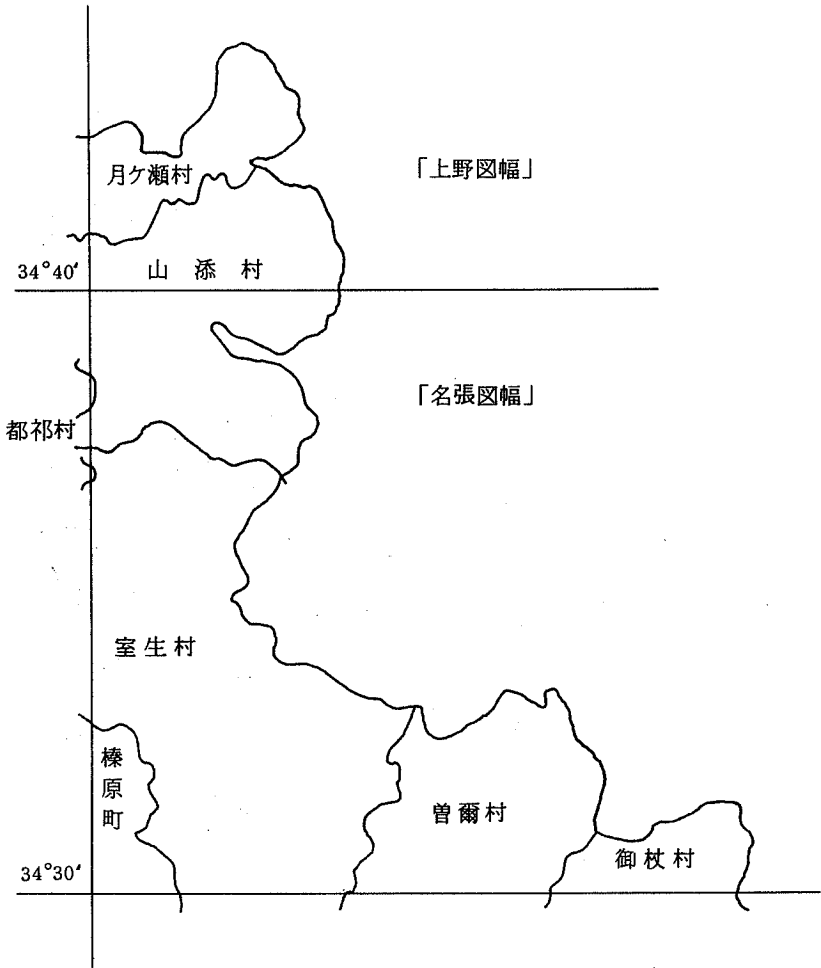 「上野図幅」
月ケ瀬村
山添村
34°40'
「名張図幅」
都祁村
室生村
榛原町
曽爾村
御杖村
34°30'